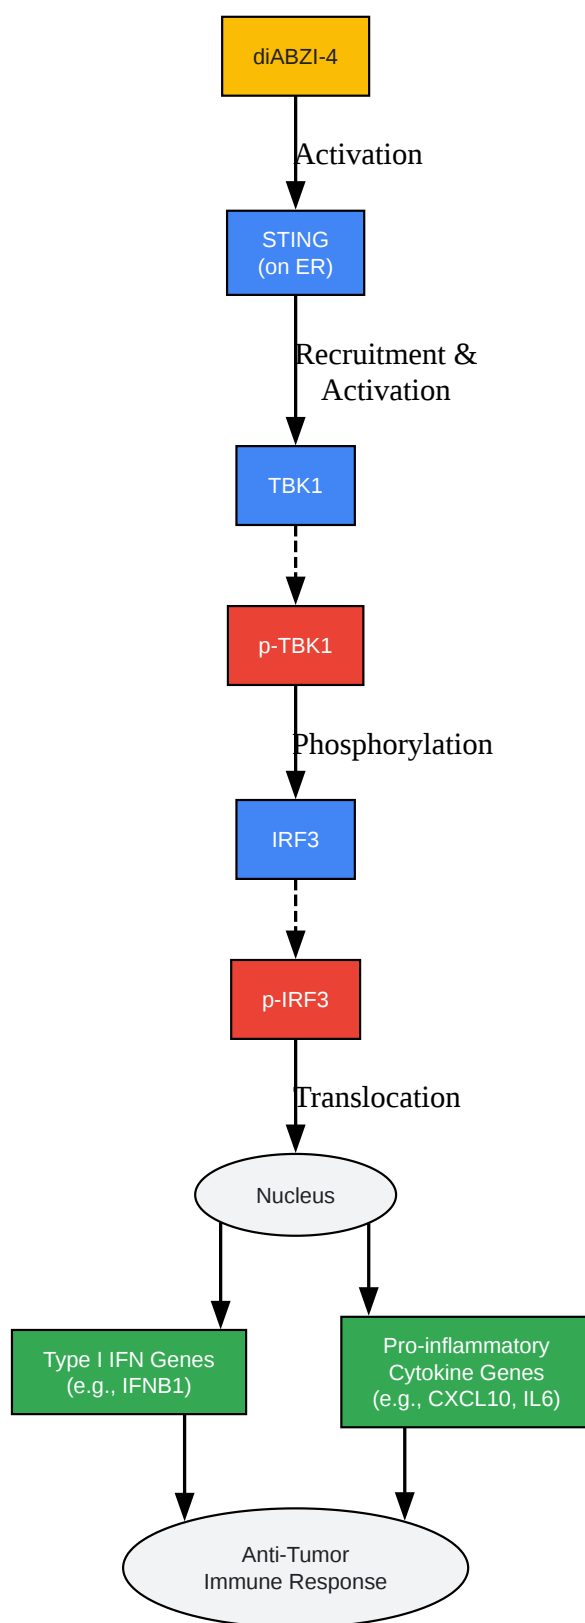 diABZI-4
Activation
STING
(on ER)
Recruitment &
Activation
TBK1
p-TBK1
Phosphorylation
IRF3
p-IRF3
Translocation
Nucleus
Type I IFN Genes
(e.g., IFNB1)
Pro-inflammatory
Cytokine Genes
(e.g., CXCL10, IL6)
Anti-Tumor
Immune Response